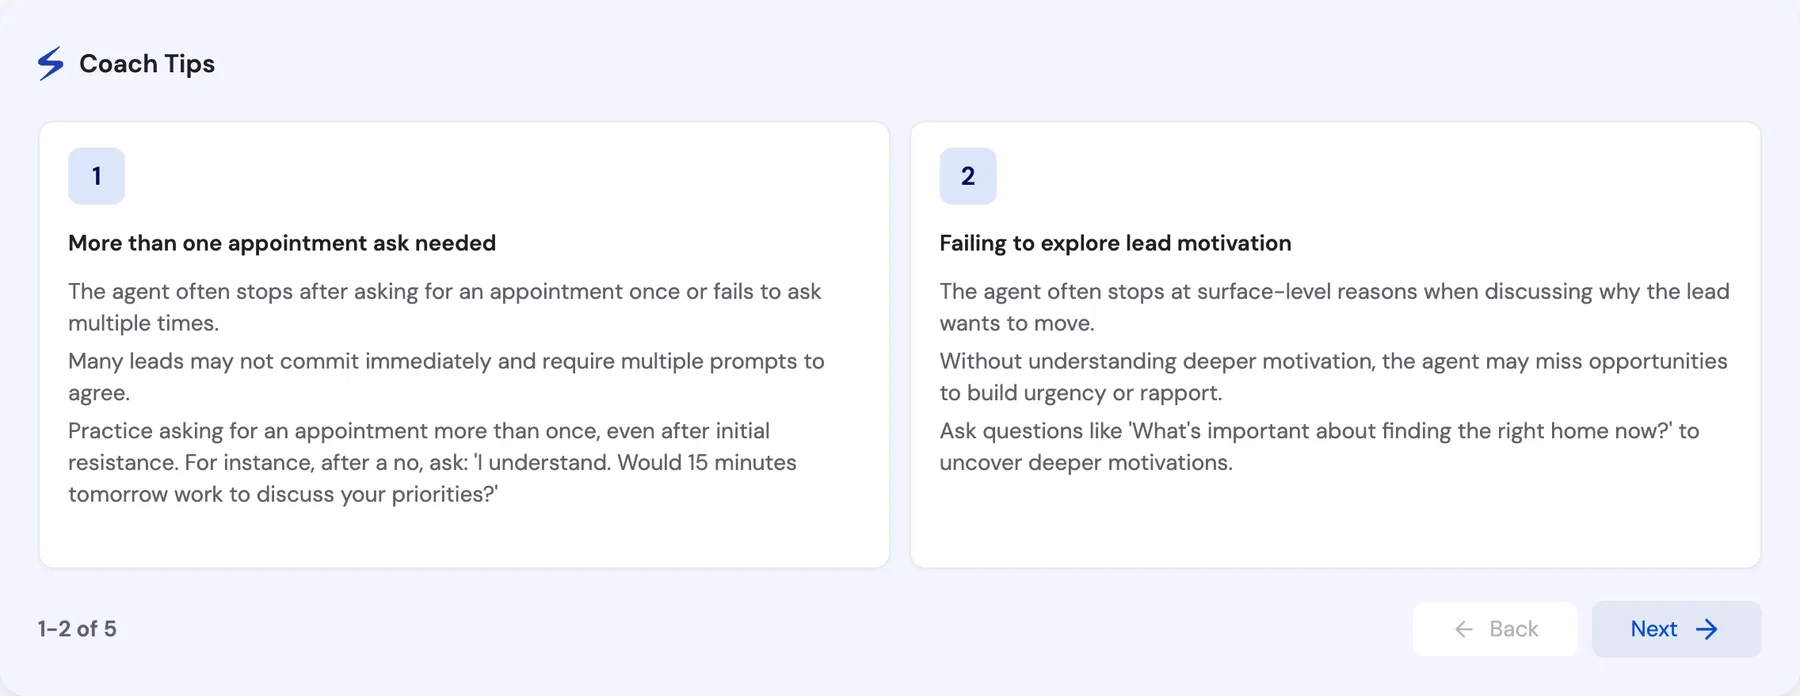 Coach Tips
1
More than one appointment ask needed
The agent often stops after asking for an appointment once or fails to ask
multiple times.
Many leads may not commit immediately and require multiple prompts to
agree.
Practice asking for an appointment more than once, even after initial
resistance. For instance, after a no, ask: 'I understand. Would 15 minutes
tomorrow work to discuss your priorities?'
2
Failing to explore lead motivation
The agent often stops at surface-level reasons when discussing why the lead
wants to move.
Without understanding deeper motivation, the agent may miss opportunities
to build urgency or rapport.
Ask questions like 'What's important about finding the right home now?' to
uncover deeper motivations.
1-2 of 5
Back
Next